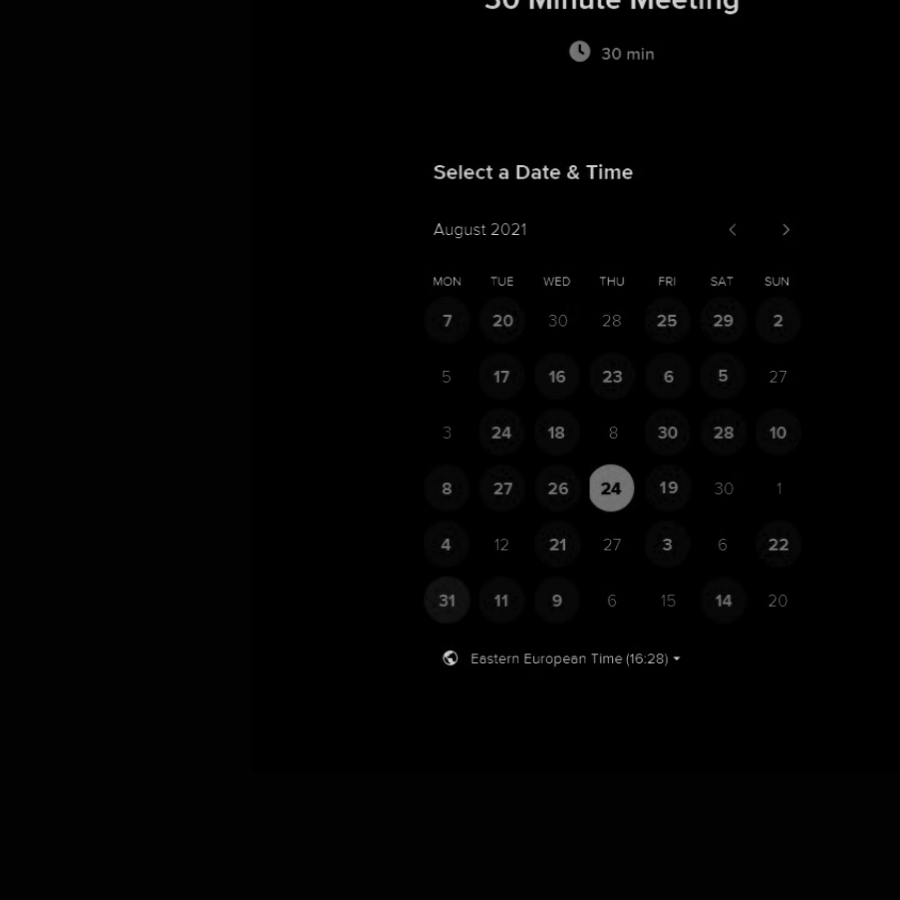 30 Minute Meeting
30 min
Select a Date & Time
August 2021
MON TUE WED THU FRI SAT SUN
7 20 30 28 25 29 2
5 17 16 23 6 5 27
3 24 18 8 30 28 10
8 27 26 24 19 30 1
4 12 21 27 3 6 22
31 11 9 6 15 14 20
Eastern European Time (16:28)